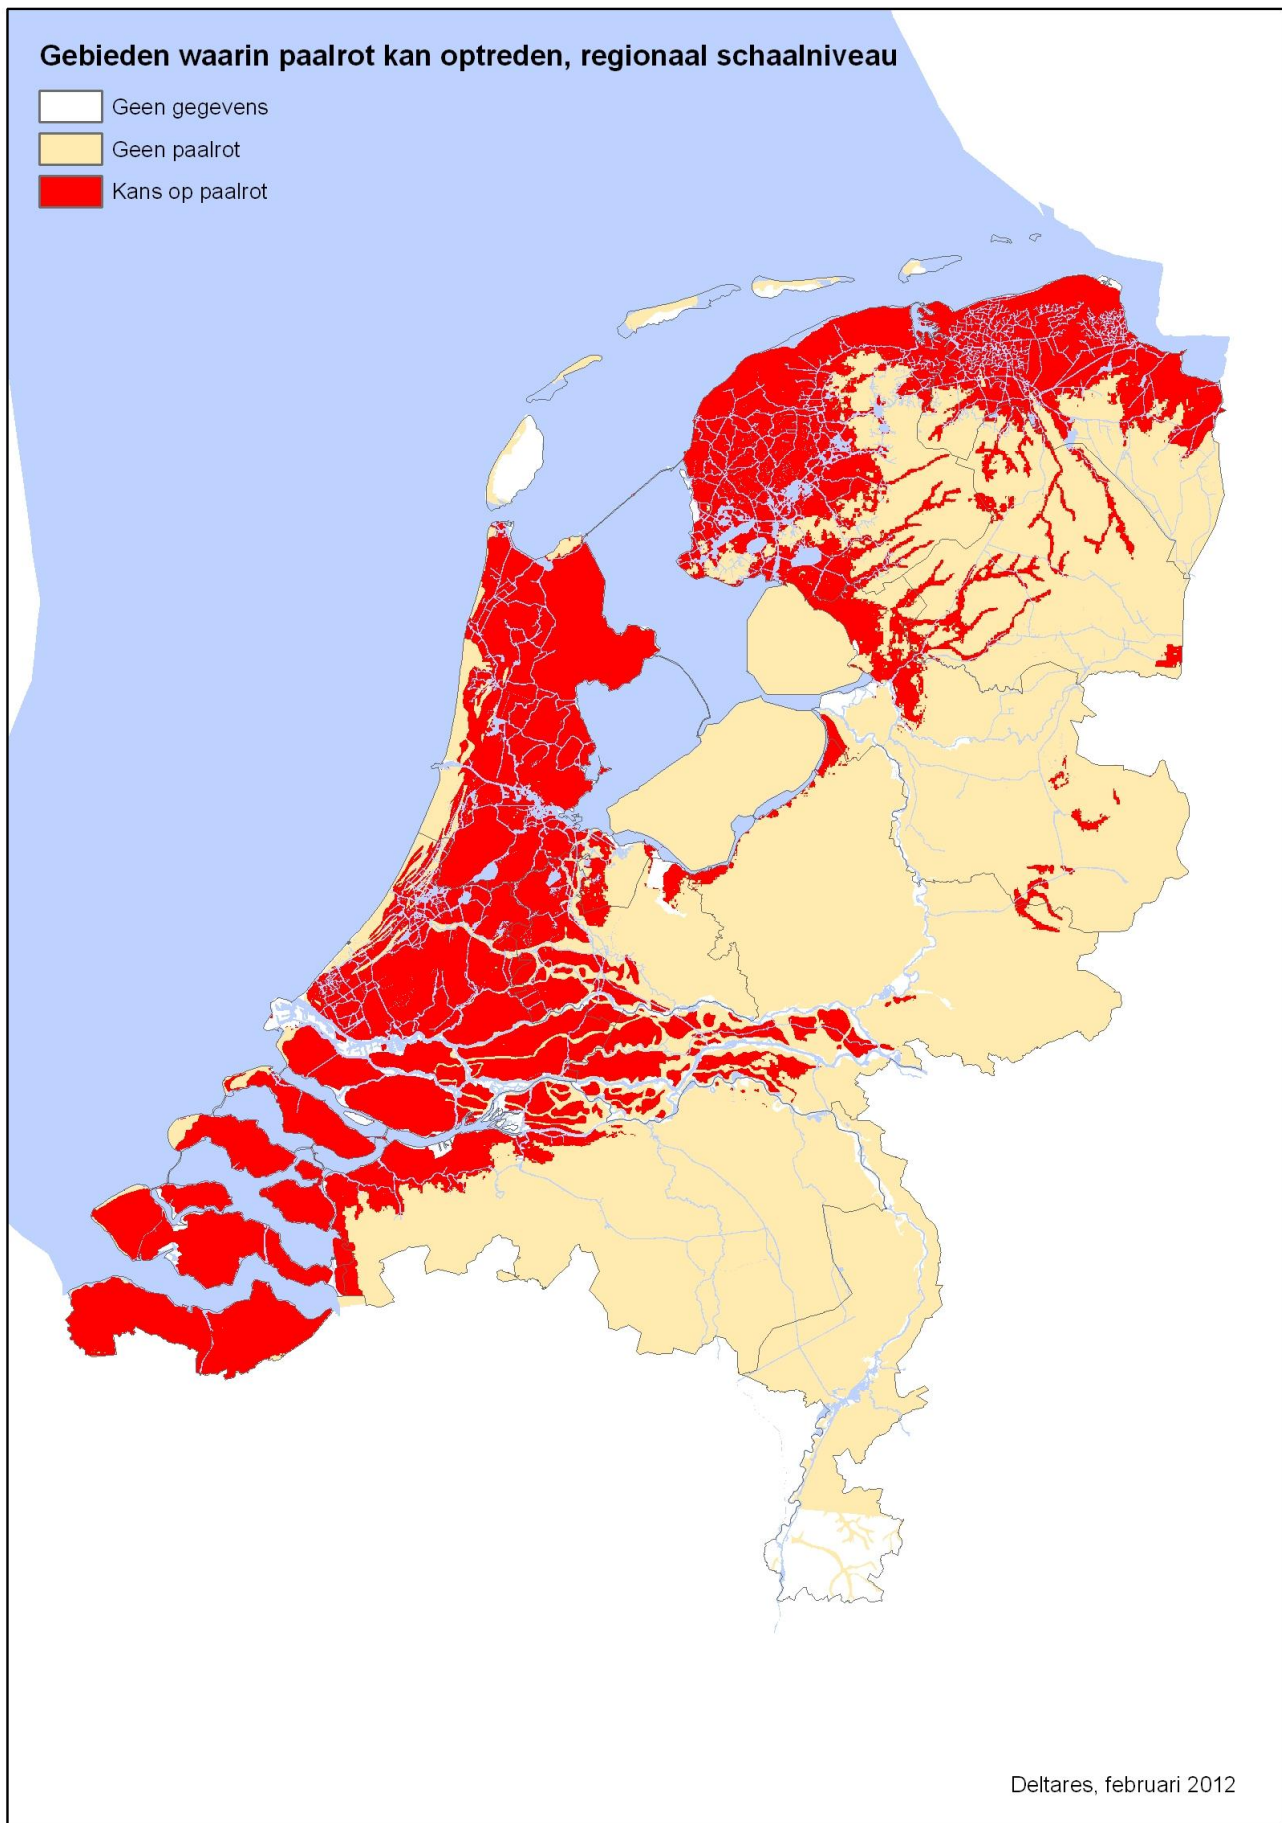 Gebieden waarin paalrot kan optreden, regionaal schaalniveau
Geen gegevens
Geen paalrot
Kans op paalrot
Deltares, februari 2012